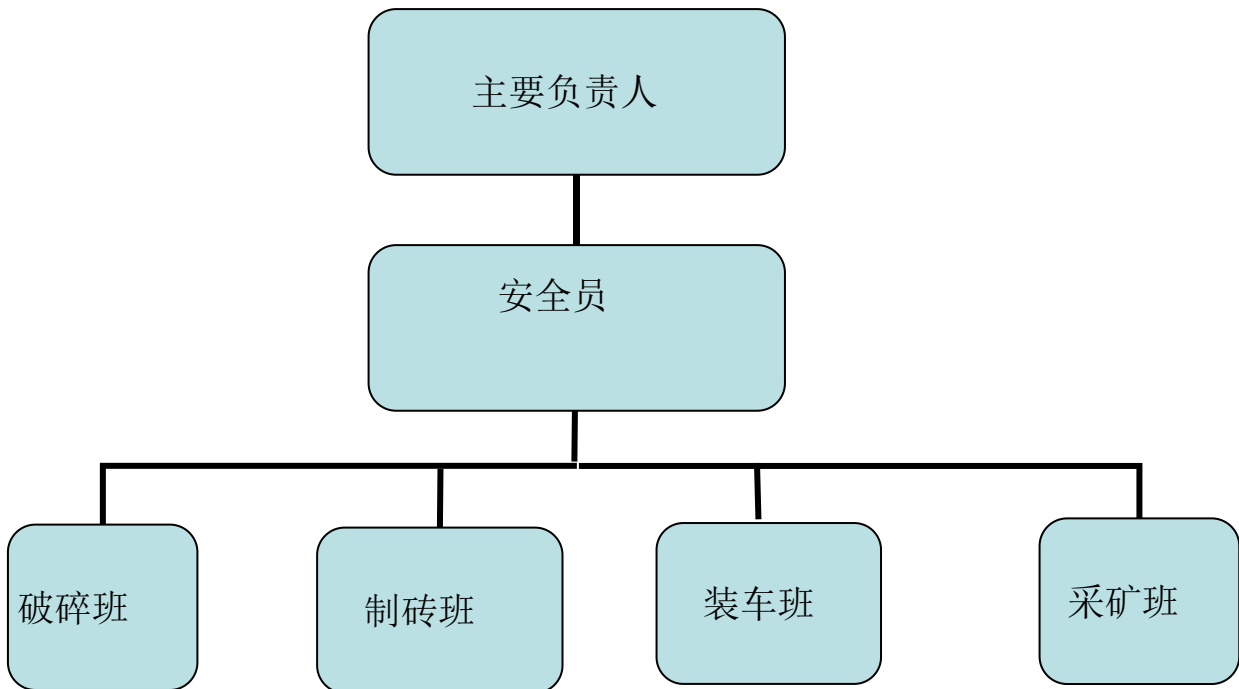 主要负责人
安全员
破碎班
制砖班
装车班
采矿班